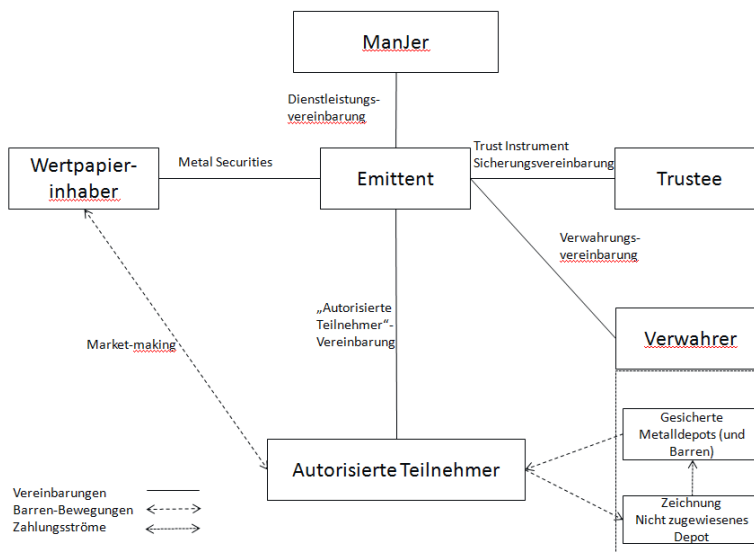 ManJer
Dienstleistungs-
vereinbarung
Wertpapier-
inhaber
Metal Securities
Emittent
Trust Instrument
Sicherungsvereinbarung
Trustee
Verwahrungs-
vereinbarung
„Autorisierte
Teilnehmer“-
Vereinbarung
Market-making
Verwahrer
Gesicherte
Metalldepots (und
Barren)
Autorisierte Teilnehmer
Zeichnung
Nicht zugewiesenes
Depot
Vereinbarungen
Barren-Bewegungen
Zahlungsströme